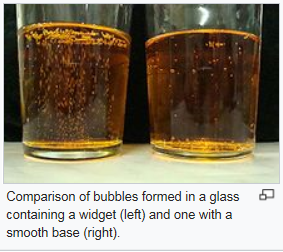 Comparison of bubbles formed in a glass
containing a widget (left) and one with a
smooth base (right).